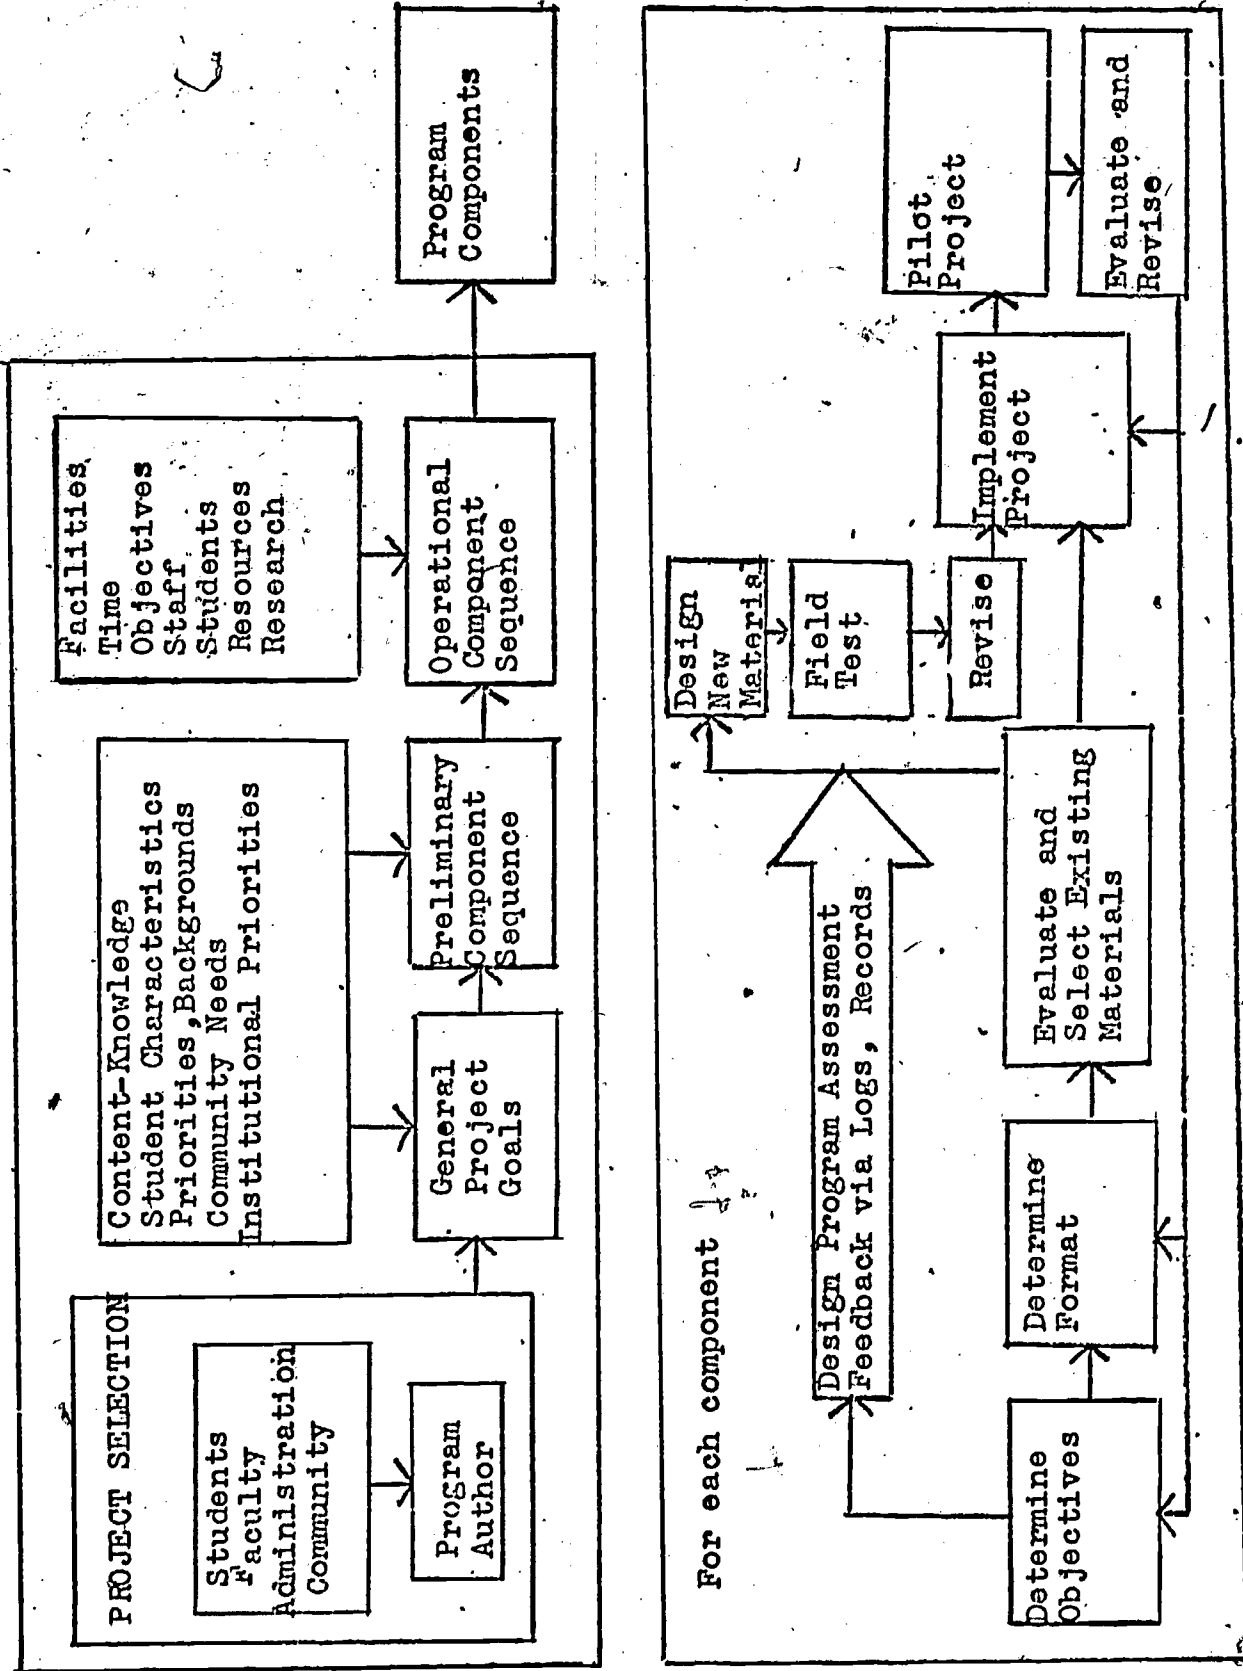 PROJECT SELECTION
Students
Faculty
Administration
Community
Program
Author
Content-Knowledge
Student Characteristics
Priorities,Backgrounds
Community Needs
Institutional Priorities
General
Project
Goals
Preliminary
Component
Sequence
Facilities
Time
Objectives
Staff
Students
Resources
Research
Operational
Component
Sequence
Program
Components
For each component
Determine
Objectives
Design Program Assessment
Feedback via Logs, Records
Determine
Format
Evaluate and
Select Existing
Materials
Design
New
Material
Field
Test
Revise
Implement
Project
Pilot
Project
Evaluate and
Revise